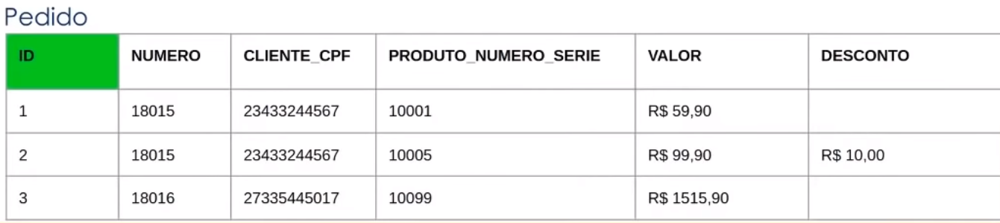 Pedido
ID NUMERO CLIENTE_CPF PRODUTO_NUMERO_SERIE VALOR DESCONTO
1 18015 23433244567 10001 R$ 59,90
2 18015 23433244567 10005 R$ 99,90 R$ 10,00
3 18016 27335445017 10099 R$ 1515,90